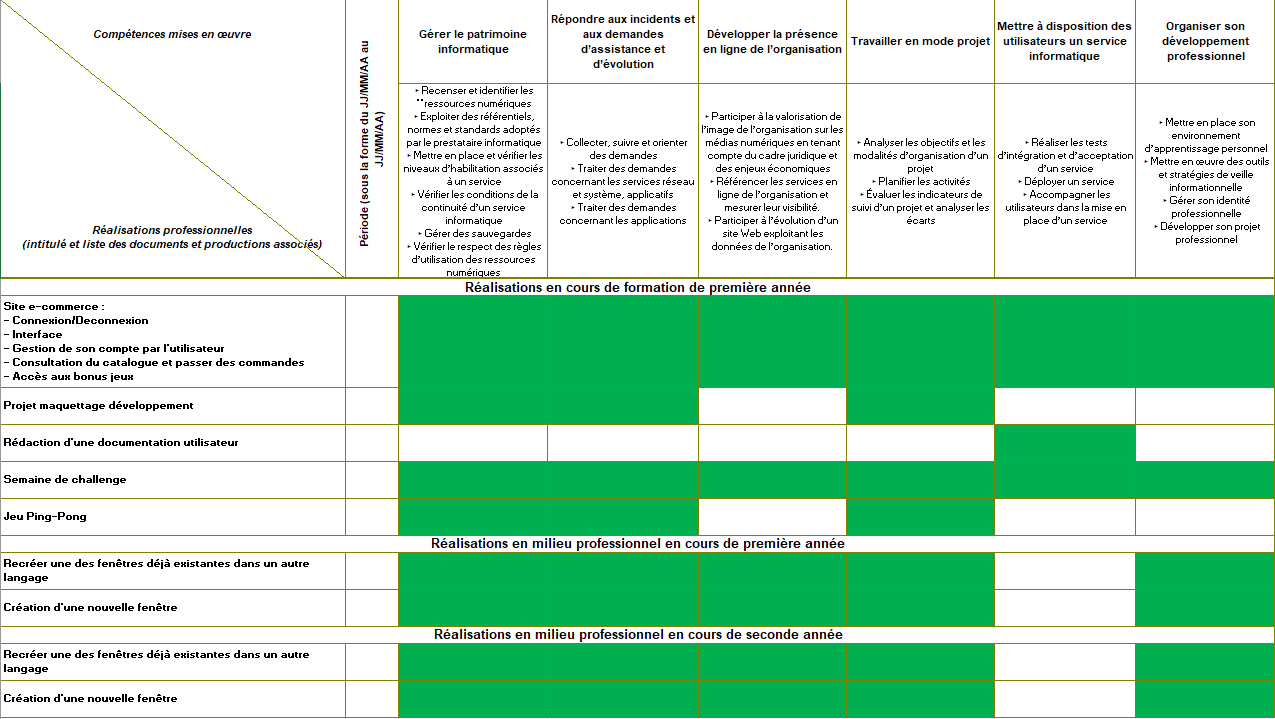 Compétences mises en œuvre
Réalisations professionnelles
(intitulé et liste des documents et productions associés)
Période (sous la forme du JJ/MM/AA au
JJ/MM/AA)
Gérer le patrimoine
informatique
Répondre aux incidents et
aux demandes
d'assistance et
d'évolution
Développer la présence
en ligne de l'organisation
Travailler en mode projet
Mettre à disposition des
utilisateurs un service
informatique
Organiser son
développement
professionnel
‣ Recenser et identifier les
ressources numériques
‣ Exploiter des référentiels,
normes et standards adoptés
par le prestataire informatique
‣ Mettre en place et vérifier les
niveaux d'habilitation associés
à un service
‣ Vérifier les conditions de la
continuité d'un service
informatique
‣ Gérer des sauvegardes
‣ Vérifier le respect des règles
d'utilisation des ressources
numériques
‣ Collecter, suivre et orienter
des demandes
‣ Traiter des demandes
concernant les services réseau
et système, applicatifs
‣ Traiter des demandes
concernant les applications
‣ Participer à la valorisation de
l'image de l'organisation sur les
médias numériques en tenant
compte du cadre juridique et
des enjeux économiques
‣ Référencer les services en
ligne de l'organisation et
mesurer leur visibilité.
‣ Participer à l'évolution d'un
site Web exploitant les
données de l'organisation.
‣ Analyser les objectifs et les
modalités d'organisation d'un
projet
‣ Planifier les activités
‣ Évaluer les indicateurs de
suivi d'un projet et analyser les
écarts
‣ Réaliser les tests
d'intégration et d'acceptation
d'un service
‣ Déployer un service
‣ Accompagner les
utilisateurs dans la mise en
place d'un service
‣ Mettre en place son
environnement
d'apprentissage personnel
‣ Mettre en œuvre des outils
et stratégies de veille
informationnelle
‣ Gérer son identité
professionnelle
‣ Développer son projet
professionnel
Réalisations en cours de formation de première année
Site e-commerce :
- Connexion/Deconnexion
- Interface
- Gestion de son compte par l'utilisateur
- Consultation du catalogue et passer des commandes
- Accès aux bonus jeux
Projet maquettage développement
Rédaction d'une documentation utilisateur
Semaine de challenge
Jeu Ping-Pong
Réalisations en milieu professionnel en cours de première année
Recréer une des fenêtres déjà existantes dans un autre
langage
Création d'une nouvelle fenêtre
Réalisations en milieu professionnel en cours de seconde année
Recréer une des fenêtres déjà existantes dans un autre
langage
Création d'une nouvelle fenêtre